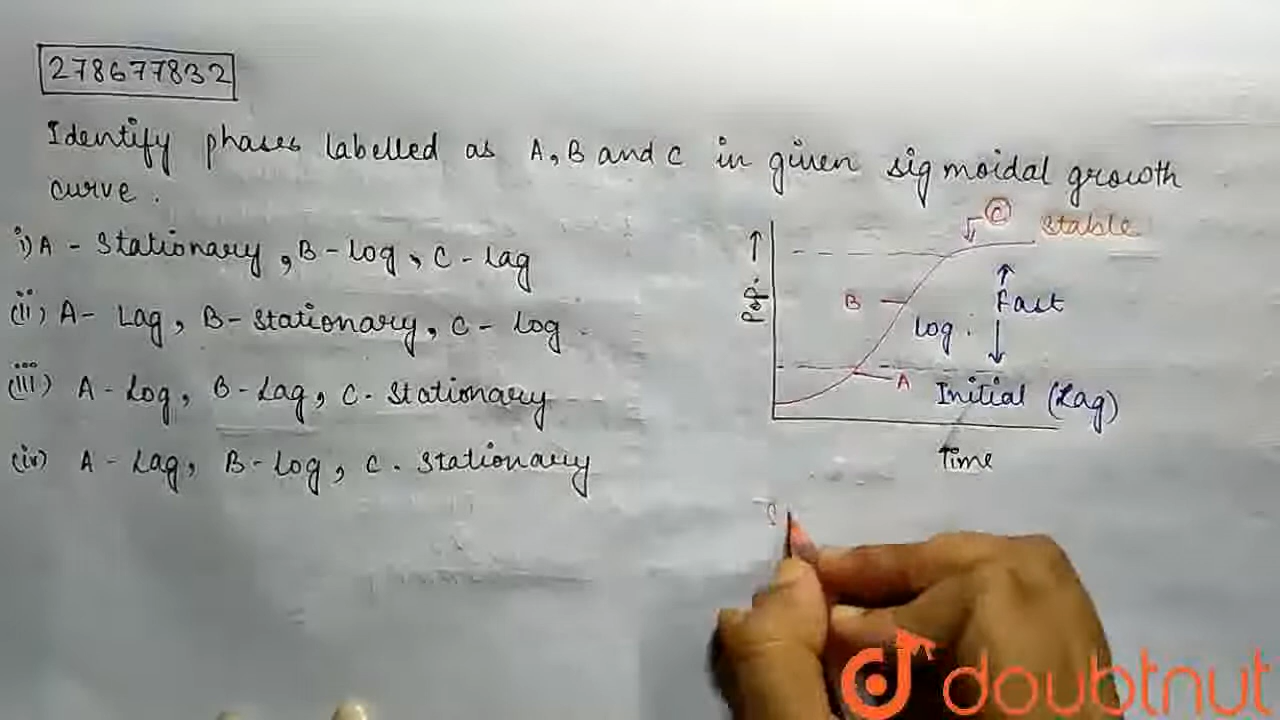 278677832
Identify phases labelled as A, B and C in given sigmoidal growth
curve.
i) A - Stationary, B - Log, C - Lag
(ii) A - Lag, B - Stationary, C - Log.
(iii) A - Log, B - Lag, C - Stationary
(iv) A - Lag, B - Log, C - Stationary
C Stable
Pop.
B
Fast
Log
A
Initial (Lag)
Time
doubtnut